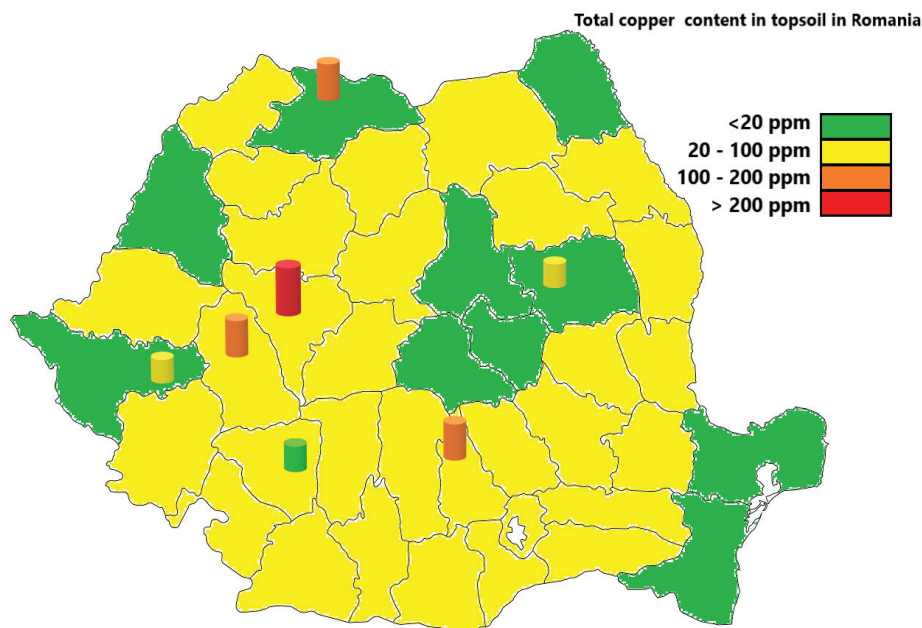 Total copper content in topsoil in Romania
<20 ppm
20 - 100 ppm
100 - 200 ppm
> 200 ppm